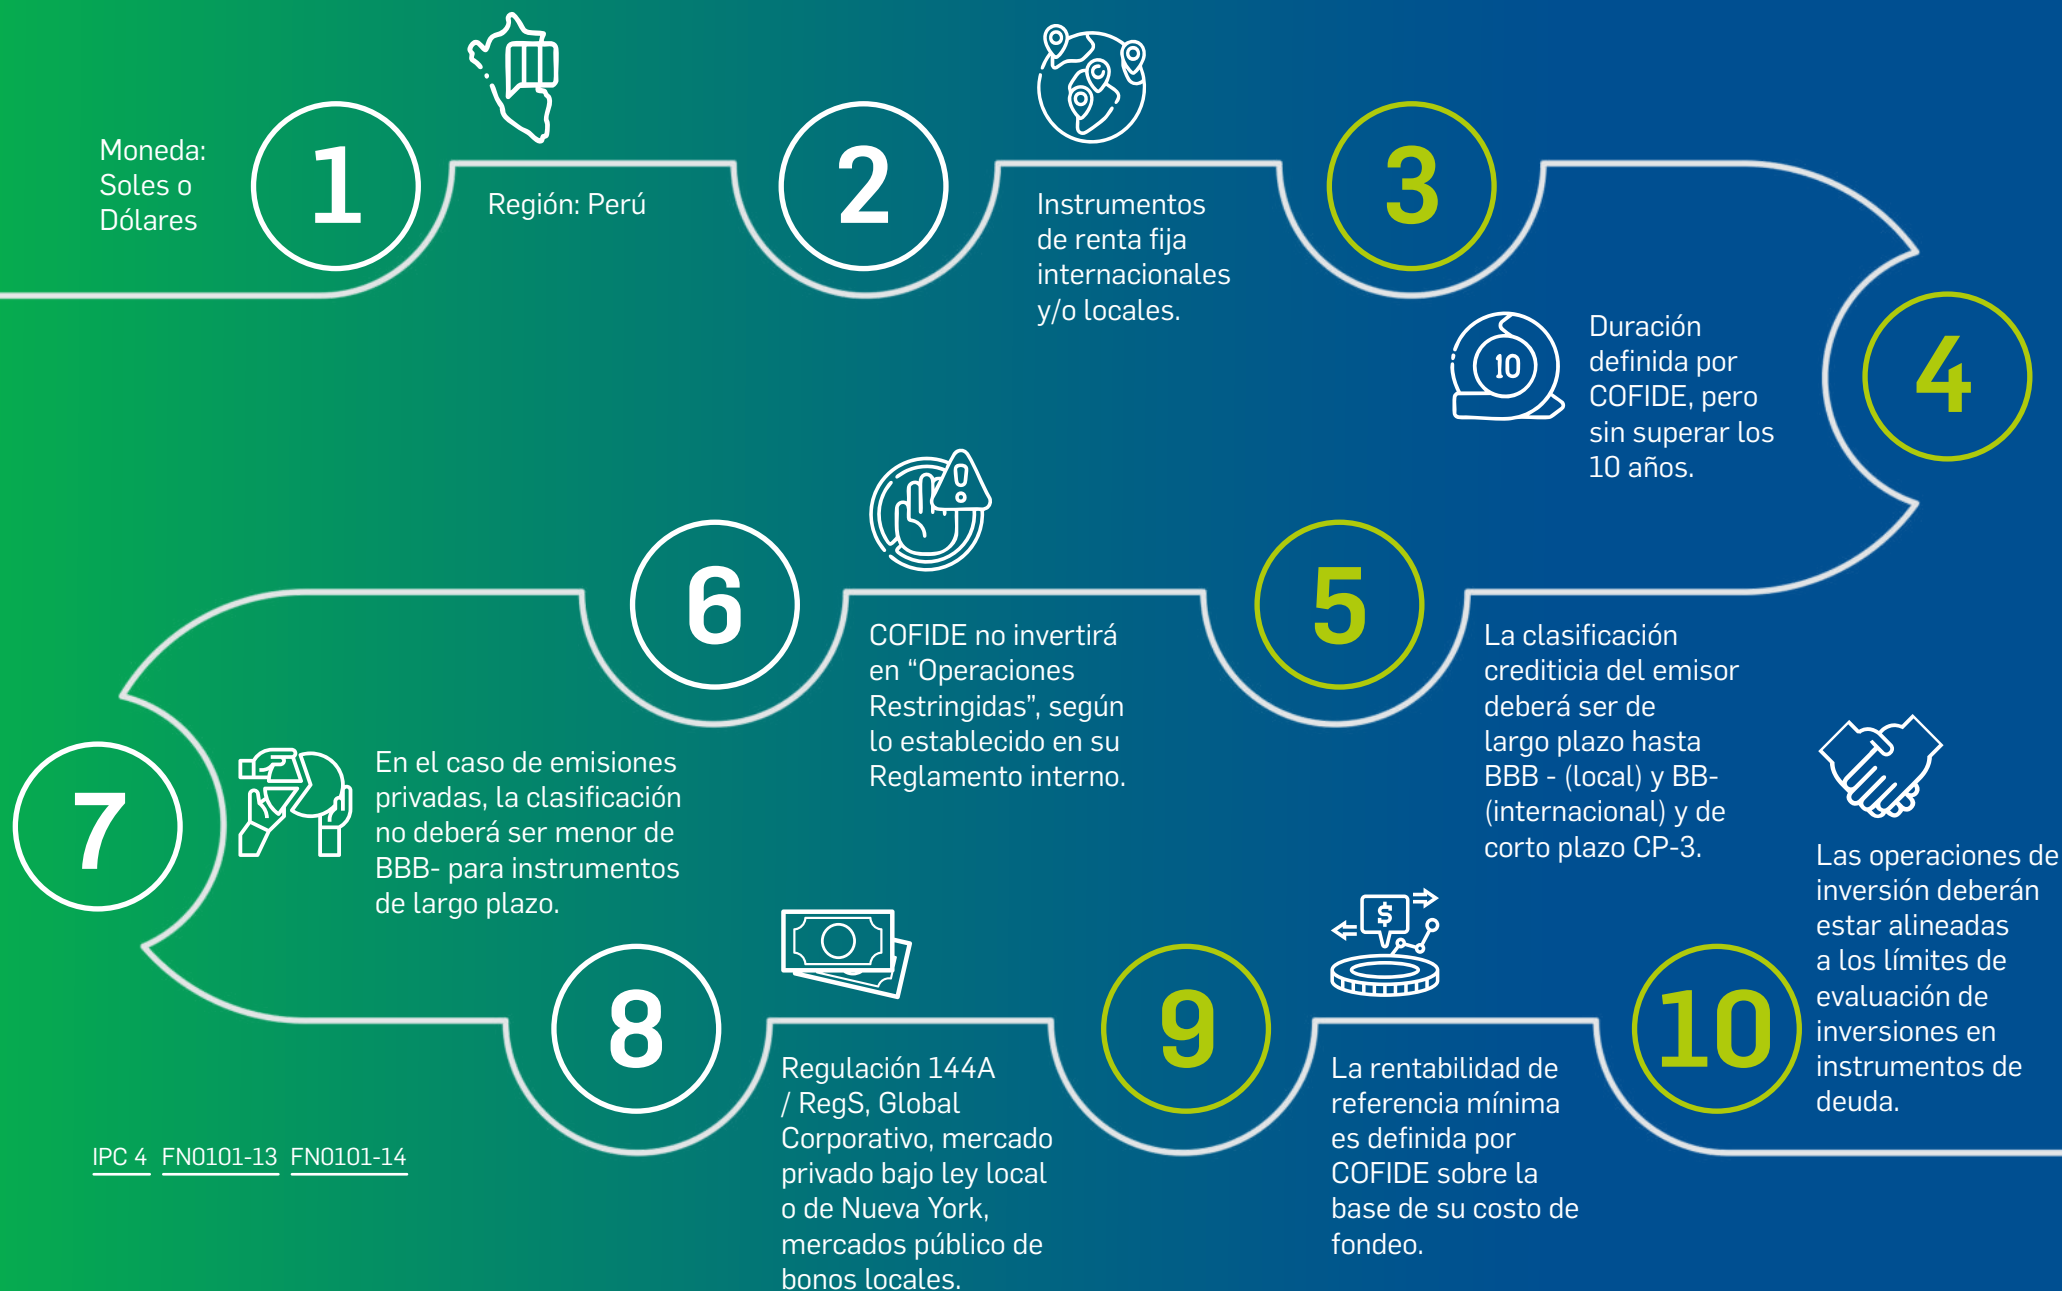 Moneda:
Soles o
Dólares
1
Región: Perú
2
Instrumentos
de renta fija
internacionales
y/o locales.
3
10
Duración
definida por
COFIDE, pero
sin superar los
10 años.
4
La clasificación
crediticia del emisor
deberá ser de
largo plazo hasta
BBB - (local) y BB-
(internacional) y de
corto plazo CP-3.
5
COFIDE no invertirá
en “Operaciones
Restringidas”, según
lo establecido en su
Reglamento interno.
6
7
En el caso de emisiones
privadas, la clasificación
no deberá ser menor de
BBB- para instrumentos
de largo plazo.
8
Regulación 144A
/ RegS, Global
Corporativo, mercado
privado bajo ley local
o de Nueva York,
mercados público de
bonos locales.
9
$
La rentabilidad de
referencia mínima
es definida por
COFIDE sobre la
base de su costo de
fondeo.
10
Las operaciones de
inversión deberán
estar alineadas
a los límites de
evaluación de
inversiones en
instrumentos de
deuda.
IPC 4 FN0101-13 FN0101-14